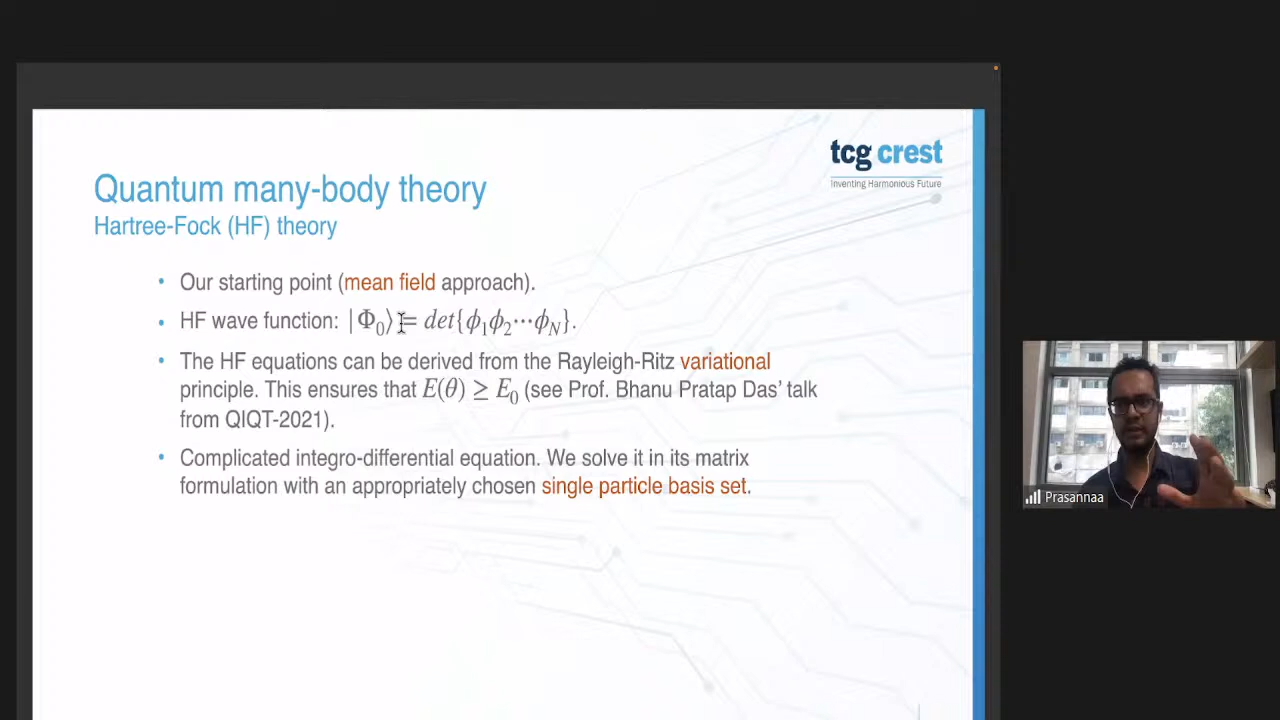 tcg crest
Inventing Harmonious Future
Quantum many-body theory
Hartree-Fock (HF) theory
• Our starting point (mean field approach).
• HF wave function: |Φ₀⟩ = det{ϕ₁ϕ₂⋯ϕ_N}.
• The HF equations can be derived from the Rayleigh-Ritz variational
principle. This ensures that E(θ) ≥ E₀ (see Prof. Bhanu Pratap Das' talk
from QIQT-2021).
• Complicated integro-differential equation. We solve it in its matrix
formulation with an appropriately chosen single particle basis set.
Prasannaa